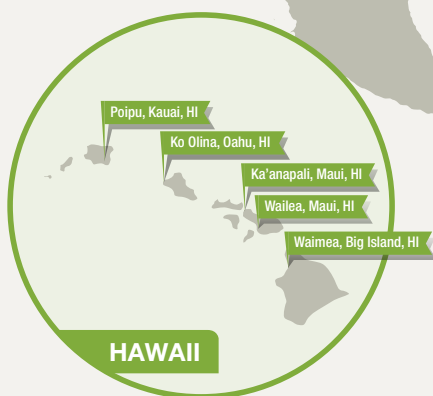 Poipu, Kauai, HI
Ko Olina, Oahu, HI
Ka’anapali, Maui, HI
Wailea, Maui, HI
Waimea, Big Island, HI
HAWAII